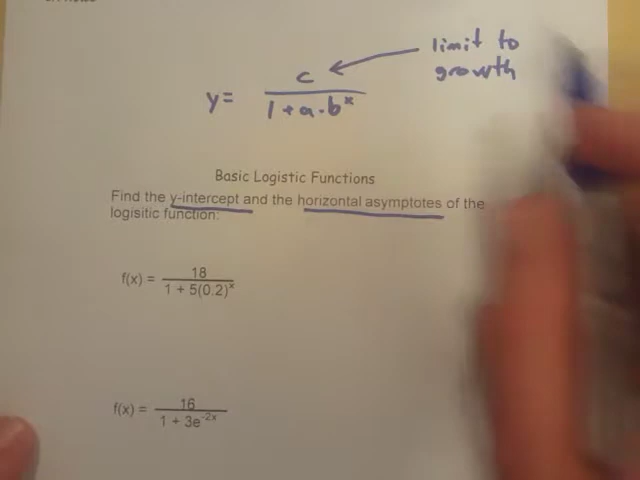 limit to
growth
c
y= 1+a·b^x
Basic Logistic Functions
Find the y-intercept and the horizontal asymptotes of the
logisitic function:
18
f(x) = 1 + 5(0.2)^x
16
f(x) = 1 + 3e^-2x